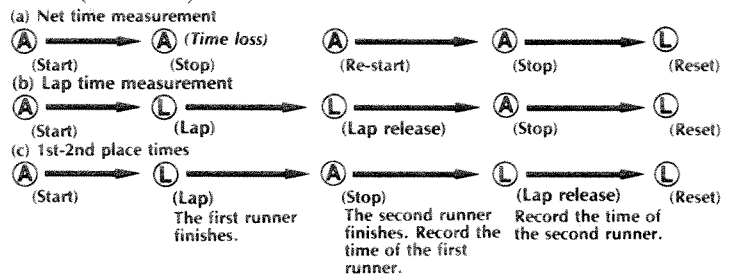 (a) Net time measurement
A A (Time loss) A A L
(Start) (Stop) (Re-start) (Stop) (Reset)
(b) Lap time measurement
A L L A L
(Start) (Lap) (Lap release) (Stop) (Reset)
(c) 1st-2nd place times
A L A L L
(Start) (Lap) (Stop) (Lap release) (Reset)
The first runner
finishes.
The second runner
finishes. Record the
time of the first
runner.
Record the time of
the second runner.